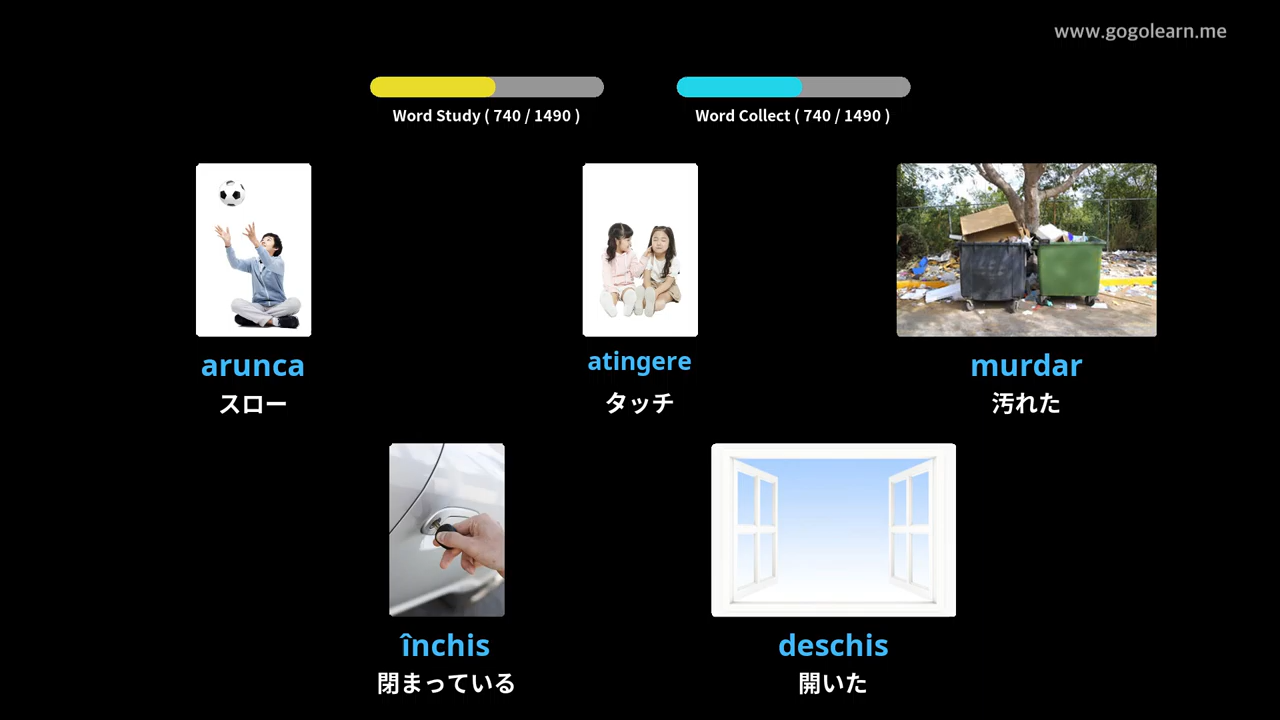 www.gogolearn.me
Word Study ( 740 / 1490 )
Word Collect ( 740 / 1490 )
arunca
スロー
atingere
タッチ
murdar
汚れた
închis
閉まっている
deschis
開いた